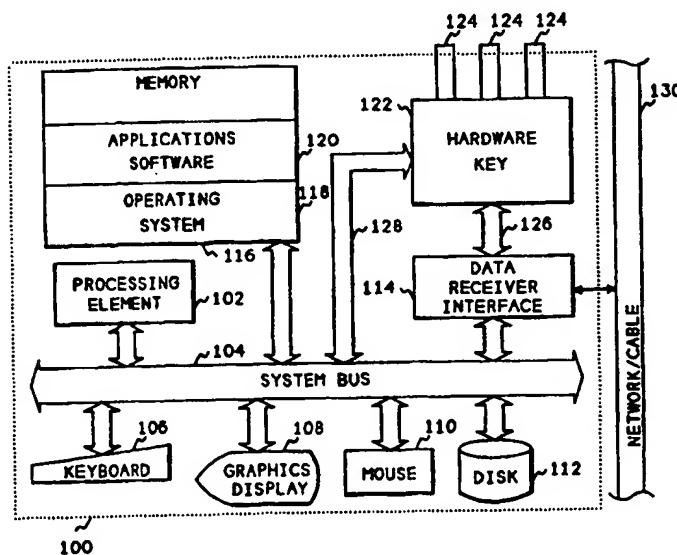 124 124 124
MEMORY
122
130
APPLICATIONS
SOFTWARE
120
HARDWARE
KEY
OPERATING
SYSTEM
118
116
128
126
PROCESSING
ELEMENT
102
114
DATA
RECEIVER
INTERFACE
104
SYSTEM BUS
106
KEYBOARD
108
GRAPHICS
DISPLAY
110
MOUSE
DISK
112
NETWORK/CABLE
100